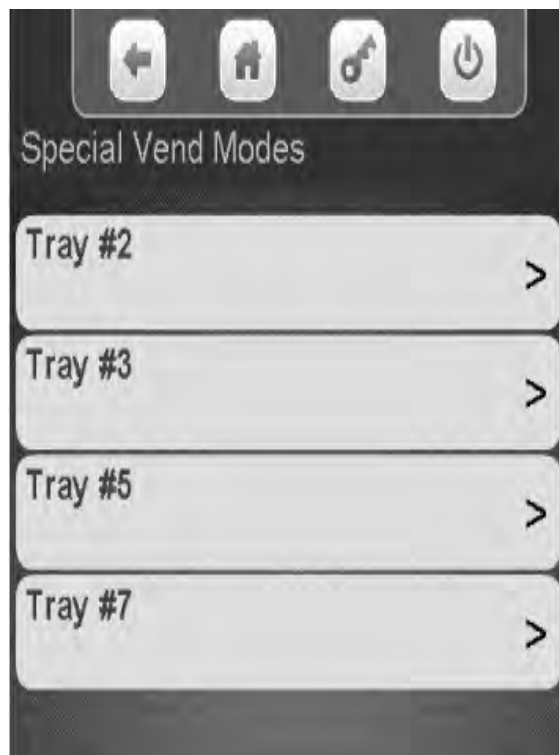 Special Vend Modes
Tray #2
>
Tray #3
>
Tray #5
>
Tray #7
>